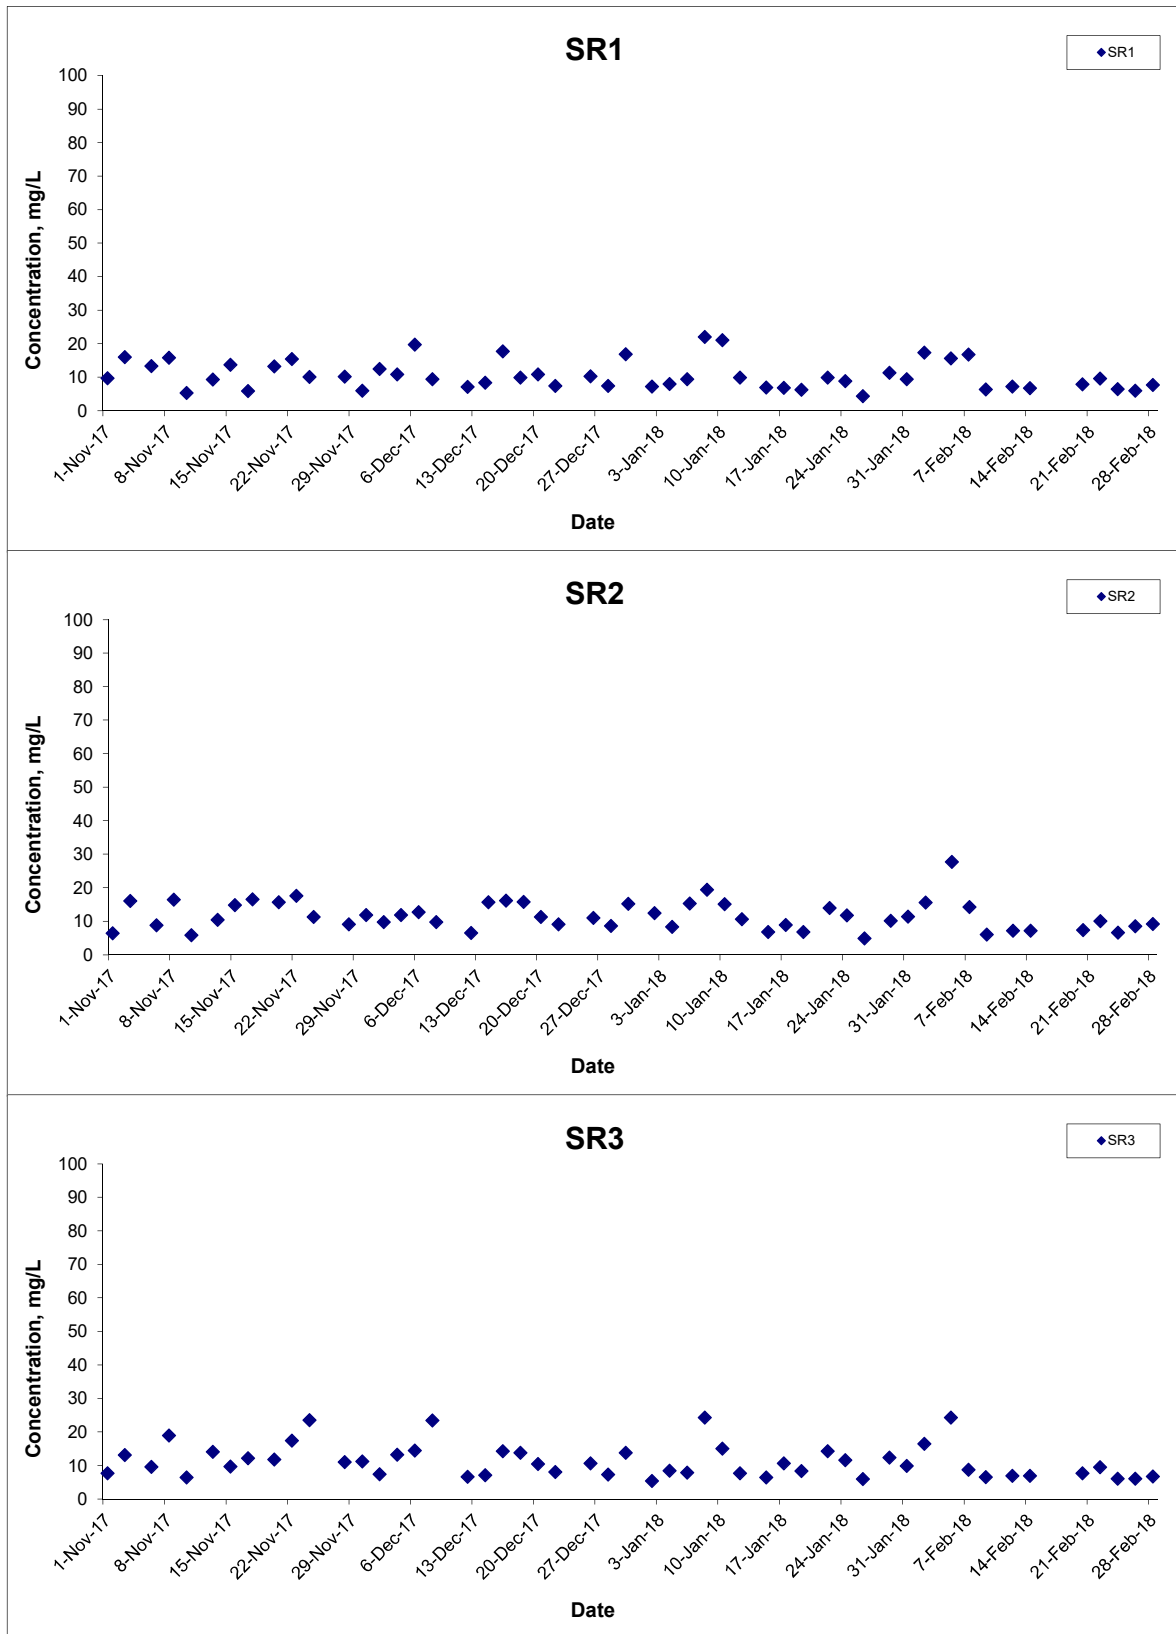 SR1
SR1
100
90
80
70
60
50
40
30
20
10
0
Concentration, mg/L
1-Nov-17
8-Nov-17
15-Nov-17
22-Nov-17
29-Nov-17
6-Dec-17
13-Dec-17
20-Dec-17
27-Dec-17
3-Jan-18
10-Jan-18
17-Jan-18
24-Jan-18
31-Jan-18
7-Feb-18
14-Feb-18
21-Feb-18
28-Feb-18
Date
SR2
SR2
100
90
80
70
60
50
40
30
20
10
0
Concentration, mg/L
1-Nov-17
8-Nov-17
15-Nov-17
22-Nov-17
29-Nov-17
6-Dec-17
13-Dec-17
20-Dec-17
27-Dec-17
3-Jan-18
10-Jan-18
17-Jan-18
24-Jan-18
31-Jan-18
7-Feb-18
14-Feb-18
21-Feb-18
28-Feb-18
Date
SR3
SR3
100
90
80
70
60
50
40
30
20
10
0
Concentration, mg/L
1-Nov-17
8-Nov-17
15-Nov-17
22-Nov-17
29-Nov-17
6-Dec-17
13-Dec-17
20-Dec-17
27-Dec-17
3-Jan-18
10-Jan-18
17-Jan-18
24-Jan-18
31-Jan-18
7-Feb-18
14-Feb-18
21-Feb-18
28-Feb-18
Date